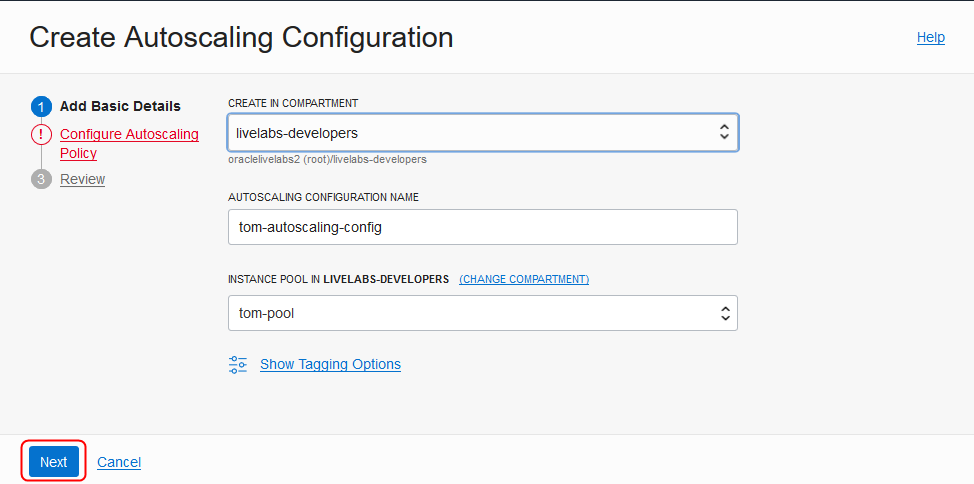 Create Autoscaling Configuration
Help
1 Add Basic Details
! Configure Autoscaling
Policy
3 Review
CREATE IN COMPARTMENT
livelabs-developers
oraclelivelabs2 (root)/livelabs-developers
AUTOSCALING CONFIGURATION NAME
tom-autoscaling-config
INSTANCE POOL IN LIVELABS-DEVELOPERS (CHANGE COMPARTMENT)
tom-pool
Show Tagging Options
Next Cancel